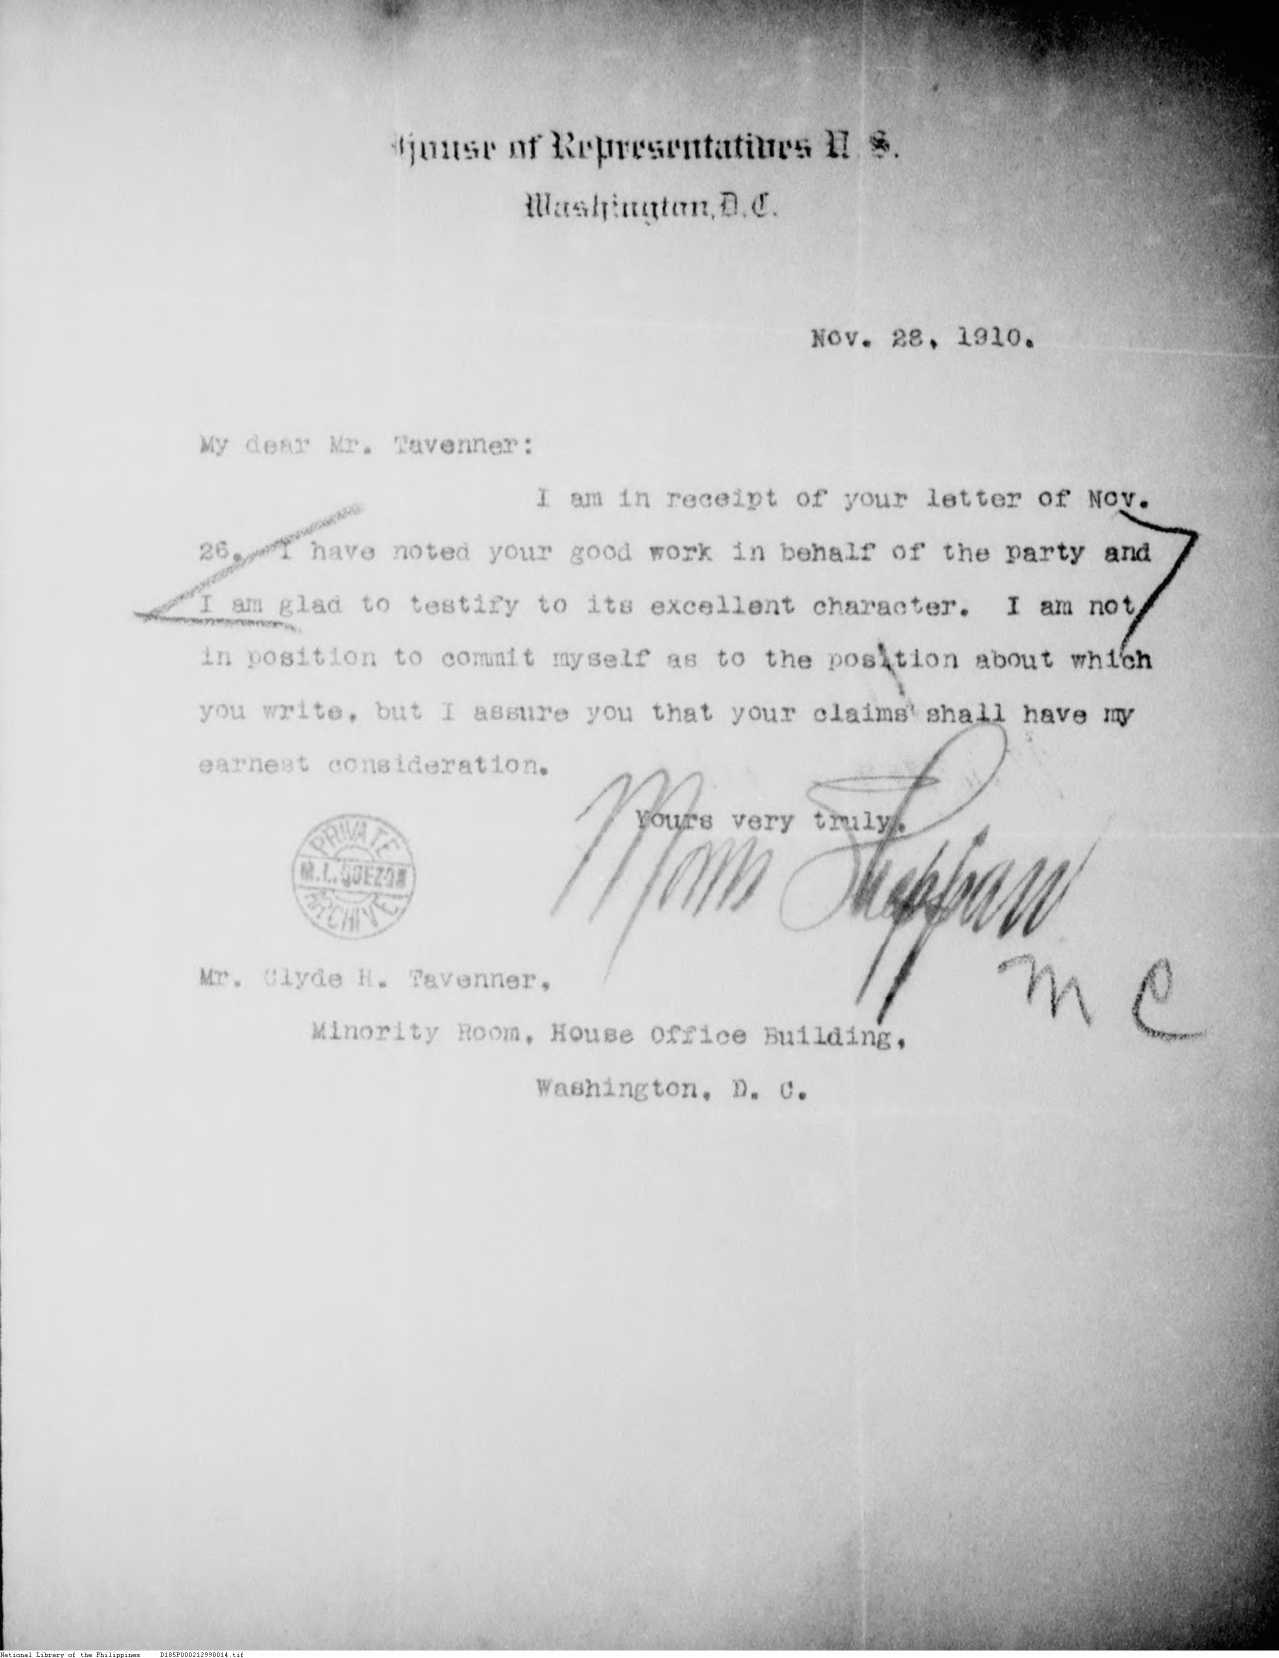 House of Representatives U. S.
Washington, D.C.
Nov. 28, 1910.
My dear Mr. Tavenner:
I am in receipt of your letter of Nov.
26. I have noted your good work in behalf of the party and
I am glad to testify to its excellent character. I am not
in position to commit myself as to the position about which
you write, but I assure you that your claims shall have my
earnest consideration.
Yours very truly,
Morris Sheppard
M C
PRIVATE
M.L. QUEZON
ARCHIVE
Mr. Clyde H. Tavenner,
Minority Room, House Office Building,
Washington, D. C.
National Library of the Philippines D185P000212998014.tif